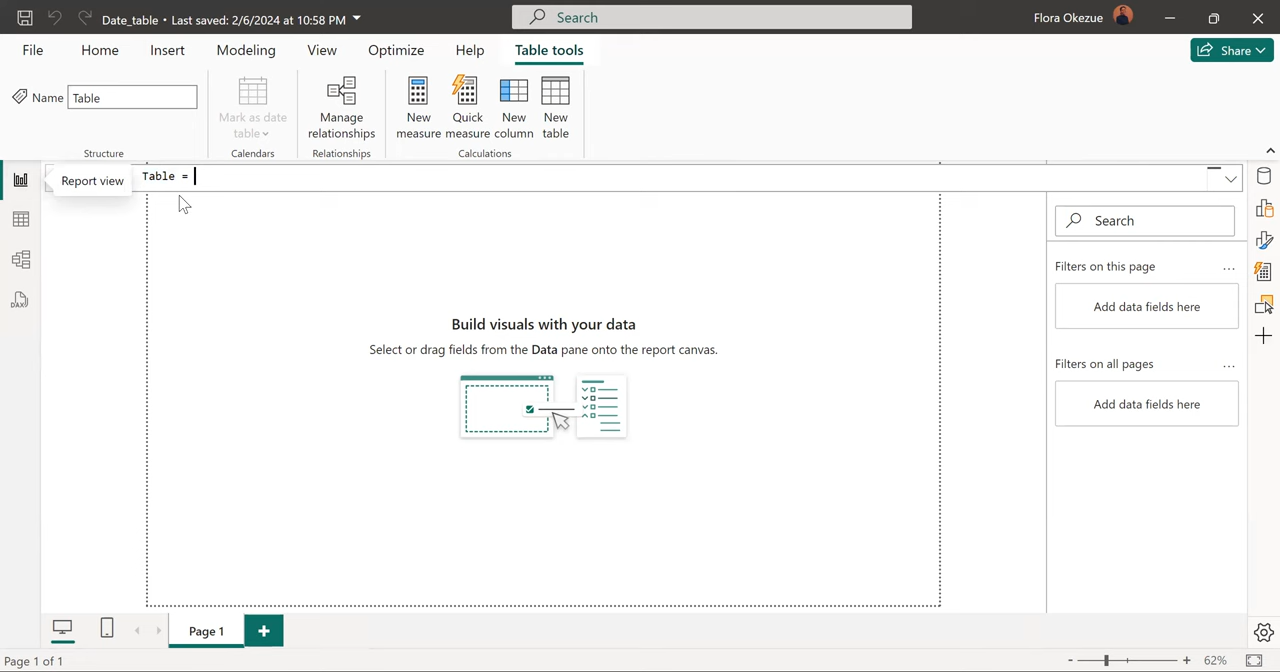 Date_table • Last saved: 2/6/2024 at 10:58 PM
Search
Flora Okezue
File
Home
Insert
Modeling
View
Optimize
Help
Table tools
Share
Name
Table
Mark as date
table
Manage
relationships
New
measure
Quick
measure
New
column
New
table
Structure
Calendars
Relationships
Calculations
Report view
Table =
Search
Filters on this page
...
Add data fields here
Filters on all pages
...
Add data fields here
DAX
Build visuals with your data
Select or drag fields from the Data pane onto the report canvas.
Page 1
Page 1 of 1
62%